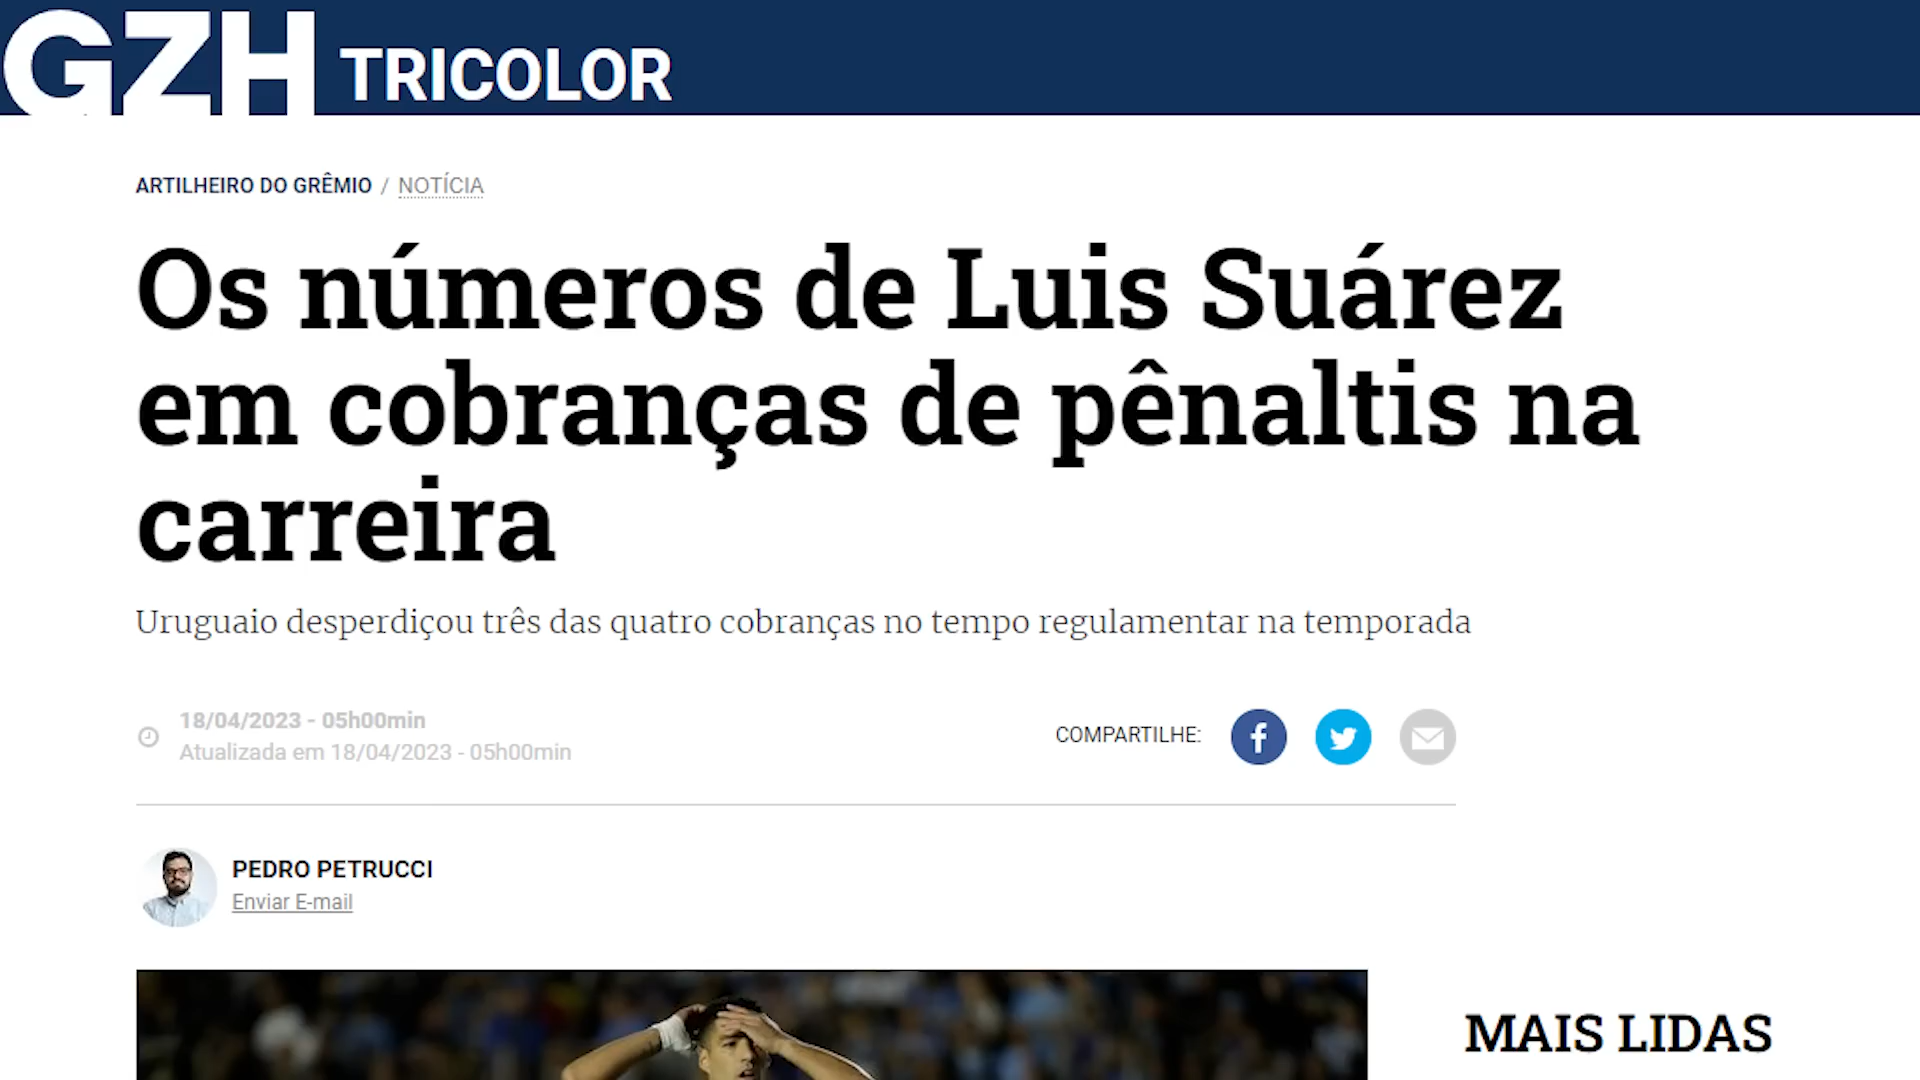 GZH TRICOLOR
ARTILHEIRO DO GRÊMIO / NOTÍCIA
Os números de Luis Suárez
em cobranças de pênaltis na
carreira
Uruguaio desperdiçou três das quatro cobranças no tempo regulamentar na temporada
18/04/2023 - 05h00min
Atualizada em 18/04/2023 - 05h00min
COMPARTILHE:
PEDRO PETRUCCI
Enviar E-mail
MAIS LIDAS